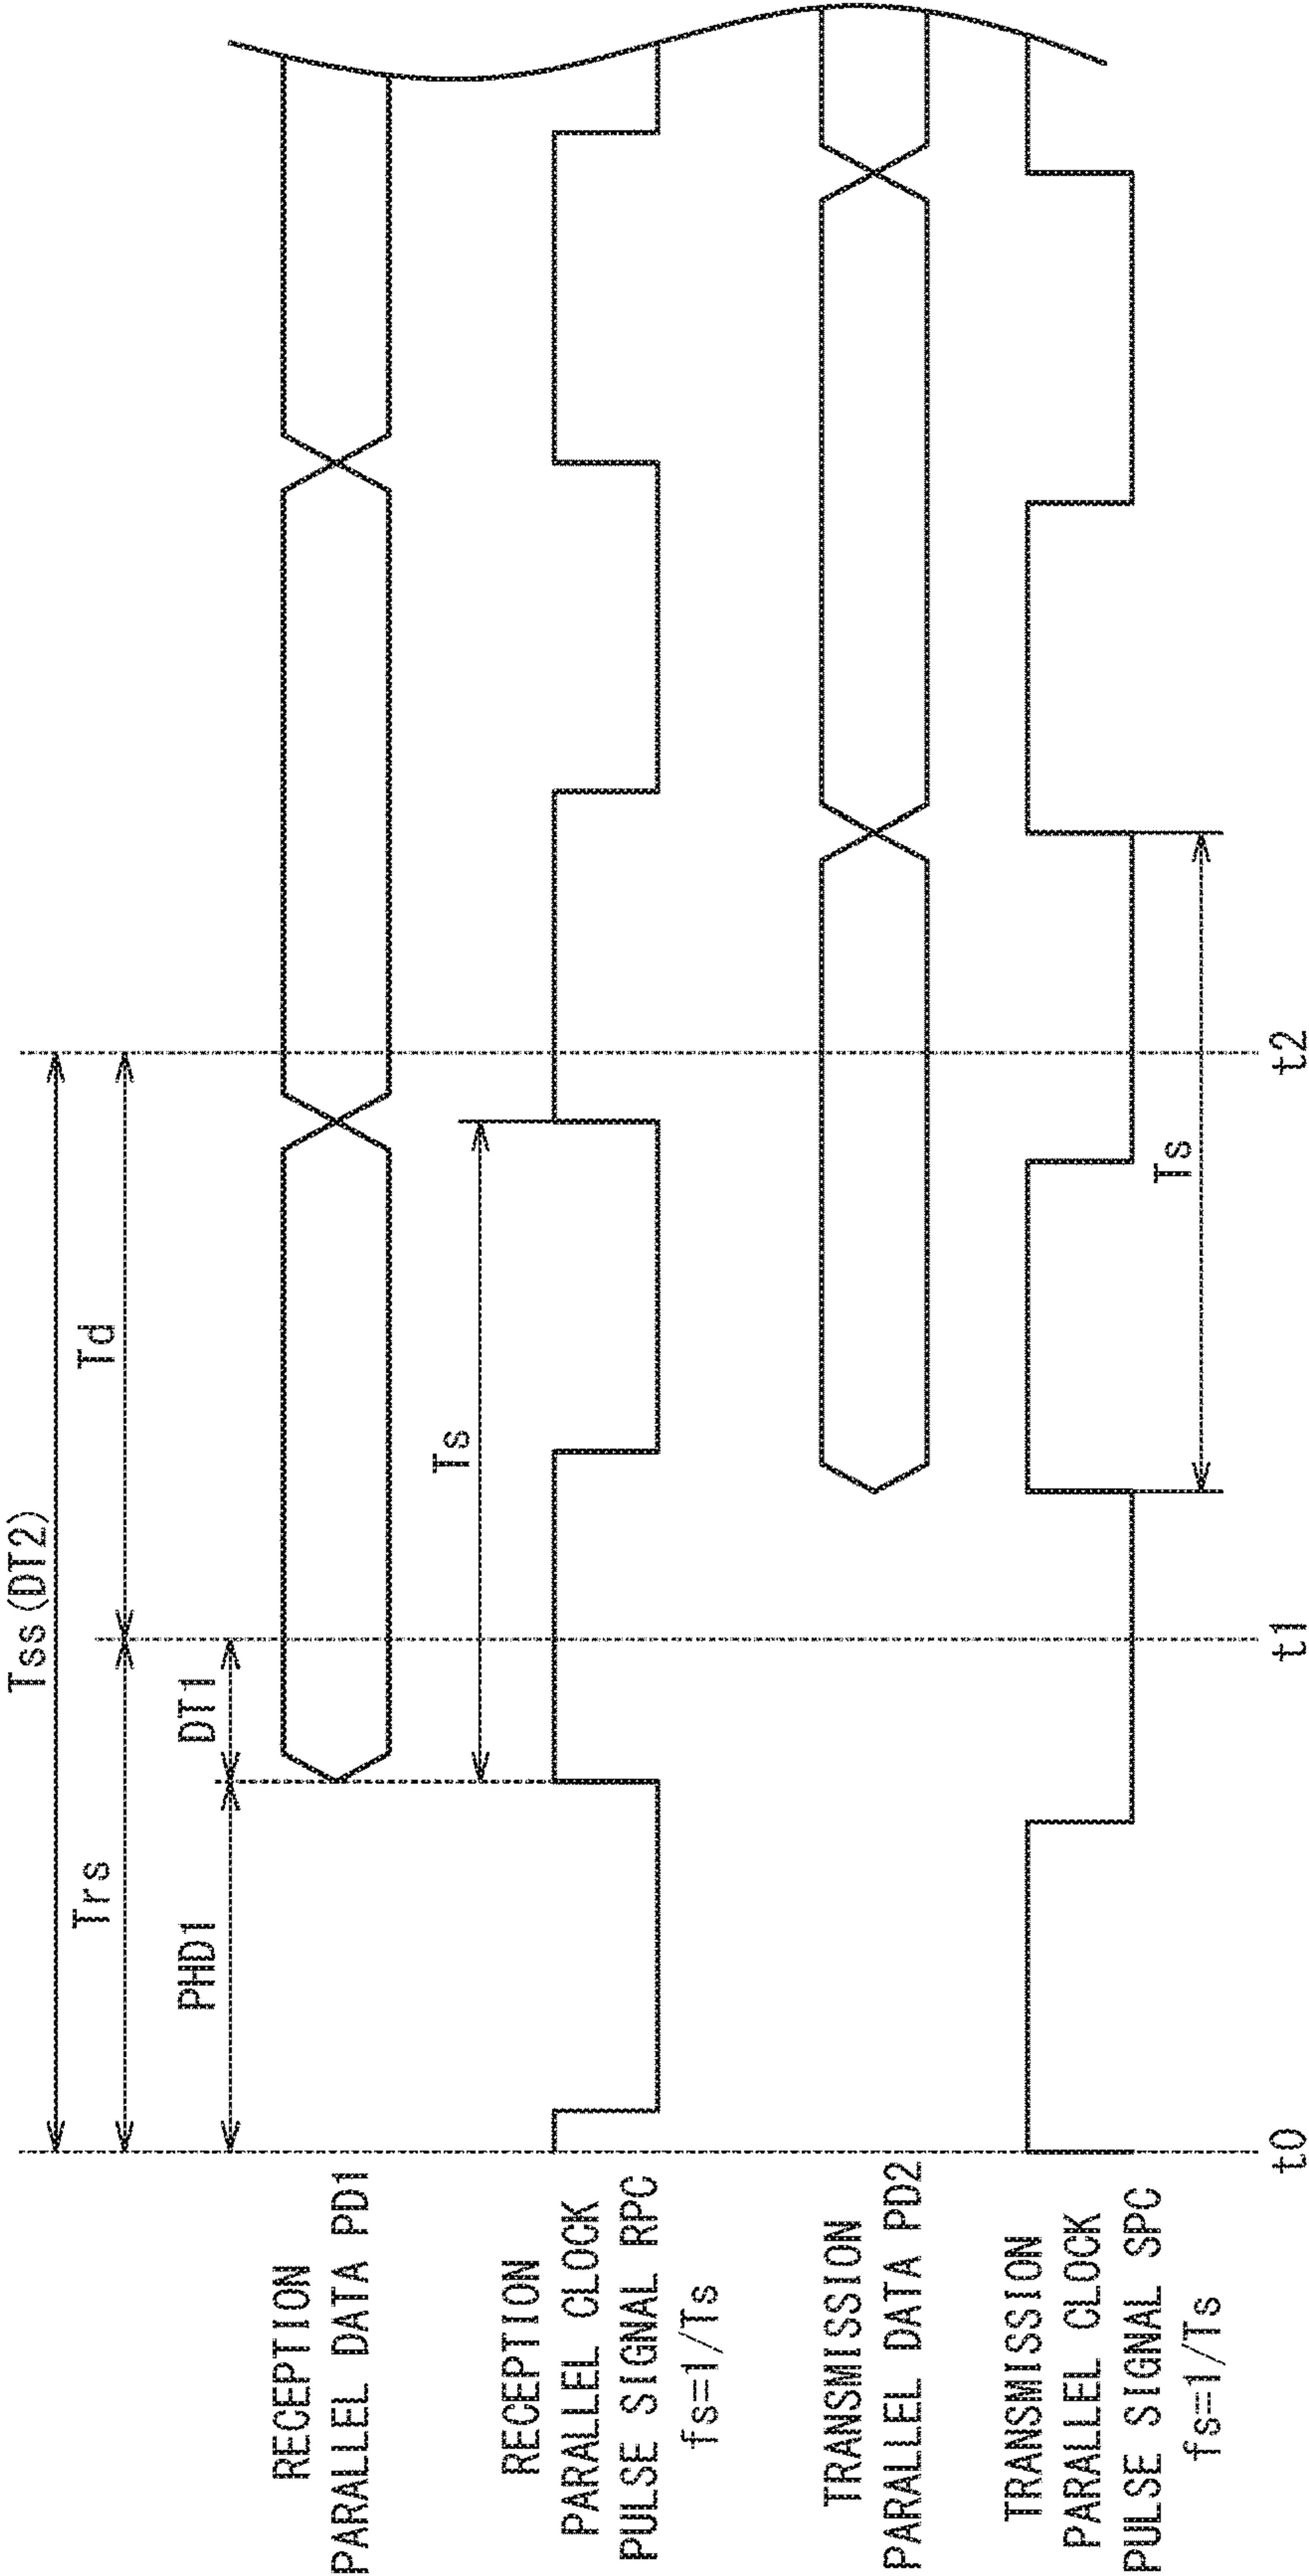 Tss(DT2)
Trs
Td
PHD1
DT1
RECEPTION
PARALLEL DATA PD1
Ts
RECEPTION
PARALLEL CLOCK
PULSE SIGNAL RPC
fs=1/Ts
TRANSMISSION
PARALLEL DATA PD2
TRANSMISSION
PARALLEL CLOCK
PULSE SIGNAL SPC
fs=1/Ts
Ts
t0
t1
t2